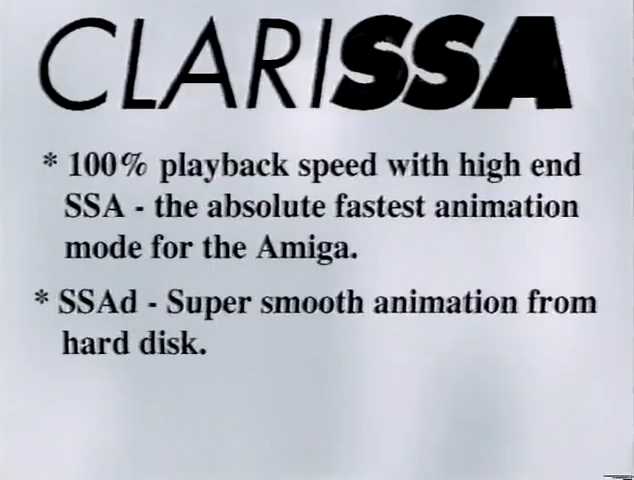 CLARISSA
* 100% playback speed with high end
SSA - the absolute fastest animation
mode for the Amiga.
* SSAd - Super smooth animation from
hard disk.